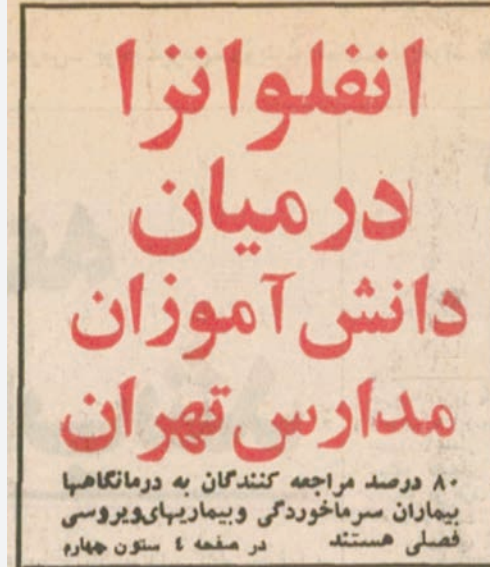 انفلوانزا
درمیان
دانش آموزان
مدارس تهران
۸۰ درصد مراجعه کنندگان به درمانگاهها
بیماران سرماخوردگی وبیماریهای‌ویروسی
فصلی هستند در صفحه ٤ ستون چهارم